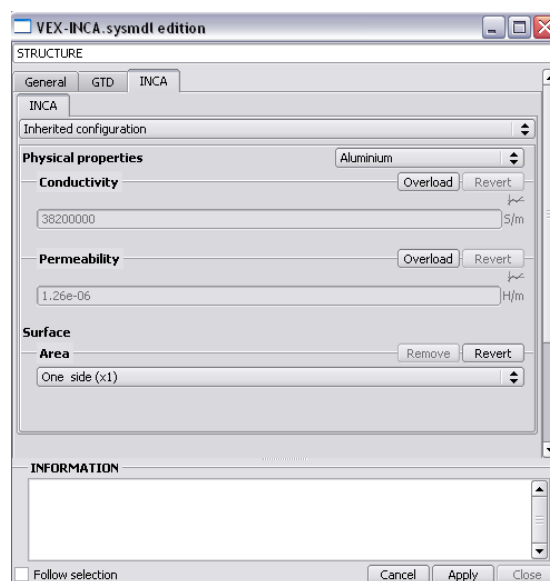 VEX-INCA.sysmdl edition
STRUCTURE
General GTD INCA
INCA
Inherited configuration
Physical properties Aluminium
Conductivity Overload Revert
38200000 S/m
Permeability Overload Revert
1.26e-06 H/m
Surface
Area Remove Revert
One side (x1)
INFORMATION
Follow selection Cancel Apply Close